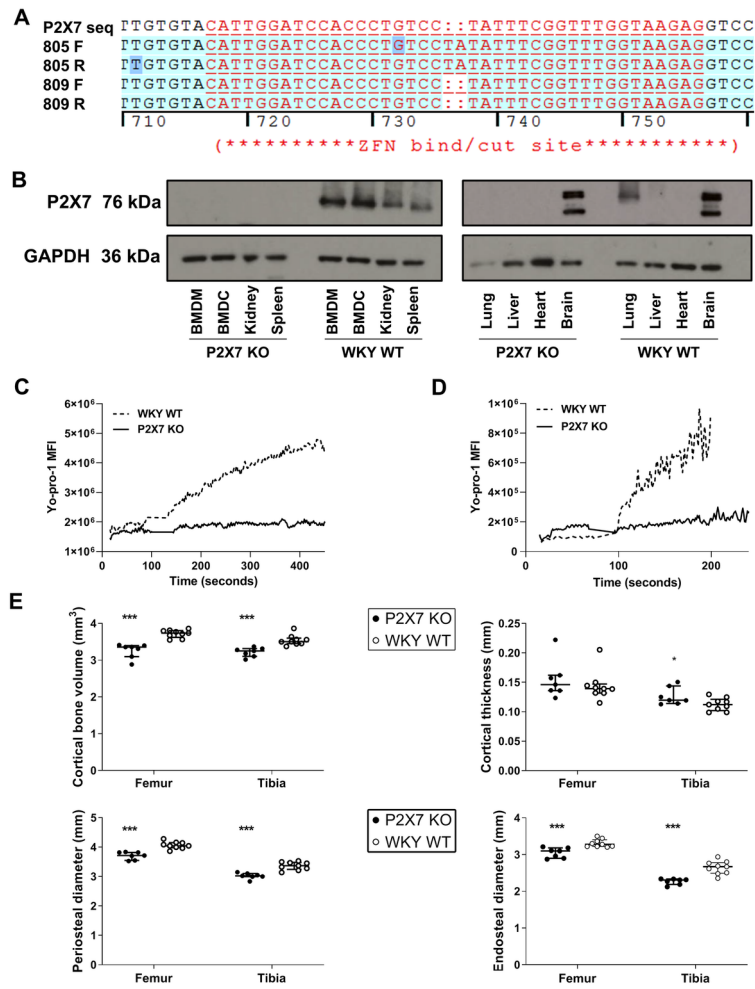 A
P2X7 seq TTGTGTACATTGGATCCACCCTGTCC::TATTTCGGTTTGGTAAGAGGTCC
805 F TTGTGTACATTGGATCCACCCTGTCCTATATTTCGGTTTGGTAAGAGGTCC
805 R TTGTGTACATTGGATCCACCCTGTCCTATATTTCGGTTTGGTAAGAGGTCC
809 F TTGTGTACATTGGATCCACCCTGTCC::TATTTCGGTTTGGTAAGAGGTCC
809 R TTGTGTACATTGGATCCACCCTGTCC::TATTTCGGTTTGGTAAGAGGTCC
710 720 730 740 750
(**********ZFN bind/cut site***********)
B
P2X7 76 kDa
GAPDH 36 kDa
BMDM BMDC Kidney Spleen BMDM BMDC Kidney Spleen Lung Liver Heart Brain Lung Liver Heart Brain
P2X7 KO WKY WT P2X7 KO WKY WT
C
Yo-pro-1 MFI
6×10⁶
5×10⁶
4×10⁶
3×10⁶
2×10⁶
1×10⁶
WKY WT
P2X7 KO
0 100 200 300 400
Time (seconds)
D
Yo-pro-1 MFI
1×10⁶
8×10⁵
6×10⁵
4×10⁵
2×10⁵
0
WKY WT
P2X7 KO
0 100 200
Time (seconds)
E
Cortical bone volume (mm³)
4
3
2
1
0
*** ***
Femur Tibia
P2X7 KO
WKY WT
Cortical thickness (mm)
0.25
0.20
0.15
0.10
0.05
0.00
*
Femur Tibia
Periosteal diameter (mm)
5
4
3
2
1
0
*** ***
Femur Tibia
P2X7 KO
WKY WT
Endosteal diameter (mm)
4
3
2
1
0
*** ***
Femur Tibia